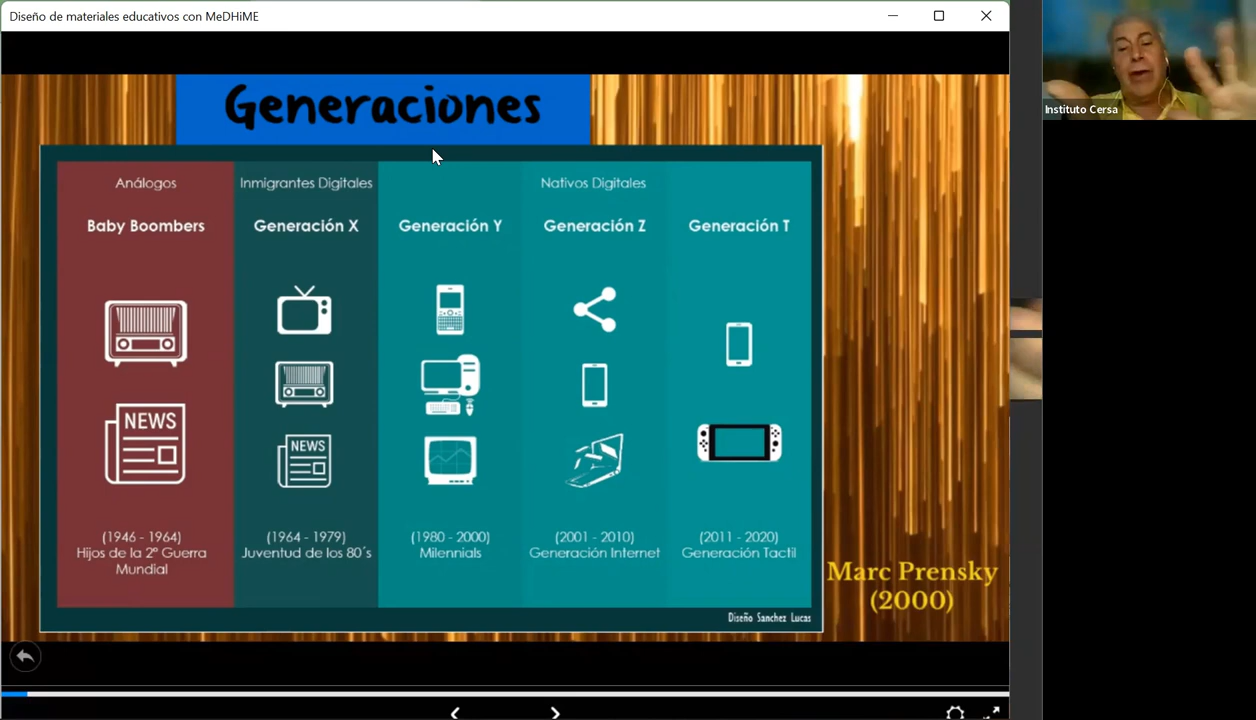 Diseño de materiales educativos con MeDHiME
Generaciones
Análogos
Inmigrantes Digitales
Nativos Digitales
Baby Boombers
Generación X
Generación Y
Generación Z
Generación T
NEWS
NEWS
(1946 - 1964)
Hijos de la 2ª Guerra
Mundial
(1964 - 1979)
Juventud de los 80´s
(1980 - 2000)
Milennials
(2001 - 2010)
Generación Internet
(2011 - 2020)
Generación Tactil
Diseño Sanchez Lucas
Marc Prensky
(2000)
Instituto Cersa